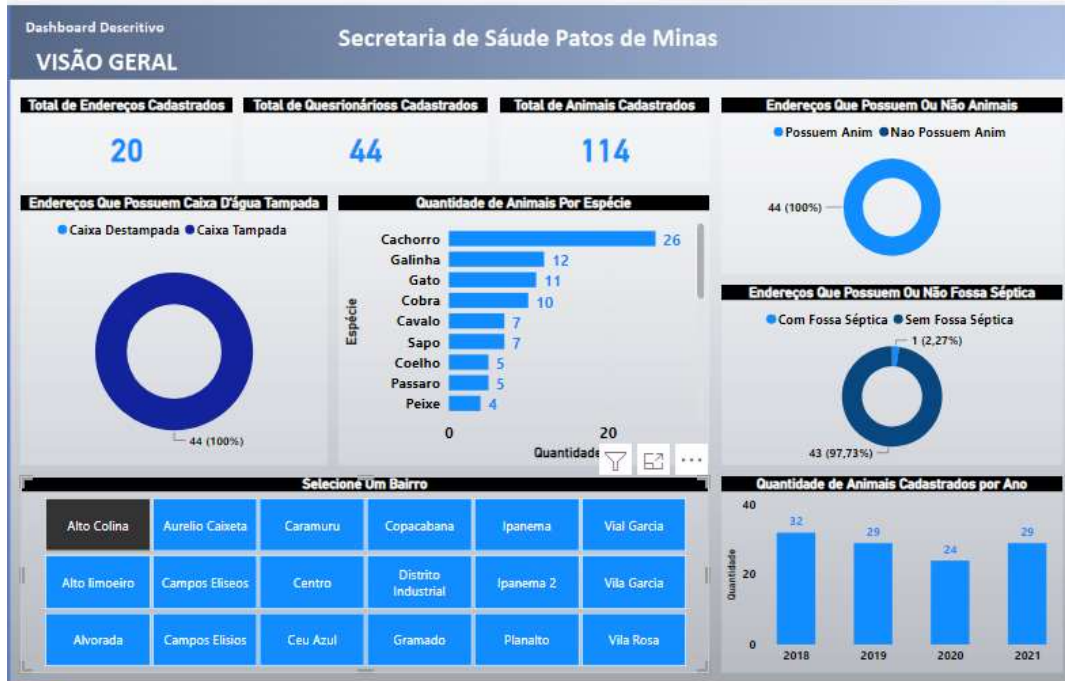 Dashboard Descritivo
VISÃO GERAL
Secretaria de Sáude Patos de Minas
Total de Endereços Cadastrados
20
Total de Quesrionárioss Cadastrados
44
Total de Animais Cadastrados
114
Endereços Que Possuem Ou Não Animais
Possuem Anim Nao Possuem Anim
44 (100%)
Endereços Que Possuem Caixa D'água Tampada
Caixa Destampada Caixa Tampada
44 (100%)
Quantidade de Animais Por Espécie
Espécie
Cachorro 26
Galinha 12
Gato 11
Cobra 10
Cavalo 7
Sapo 7
Coelho 5
Passaro 5
Peixe 4
0 20
Quantidade
Endereços Que Possuem Ou Não Fossa Séptica
Com Fossa Séptica Sem Fossa Séptica
1 (2,27%)
43 (97,73%)
Selecione Um Bairro
Alto Colina Aurelio Caixeta Caramuru Copacabana Ipanema Vial Garcia
Alto limoeiro Campos Eliseos Centro Distrito Industrial Ipanema 2 Vila Garcia
Alvorada Campos Elisios Ceu Azul Gramado Planalto Vila Rosa
Quantidade de Animais Cadastrados por Ano
Quantidade
40
20
0
32 29 24 29
2018 2019 2020 2021